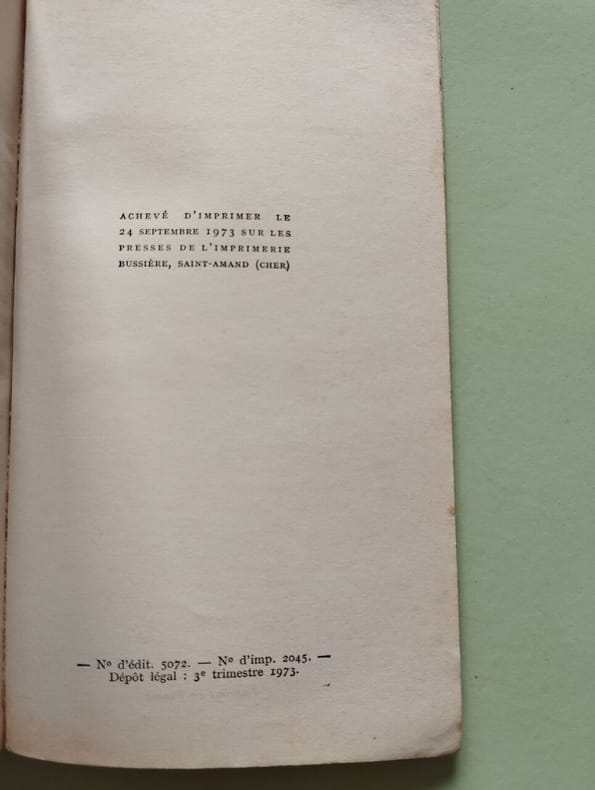 ACHEVÉ D'IMPRIMER LE
24 SEPTEMBRE 1973 SUR LES
PRESSES DE L'IMPRIMERIE
BUSSIÈRE, SAINT-AMAND (CHER)
— Nº d'édit. 5072. — Nº d'imp. 2045. —
Dépôt légal : 3e trimestre 1973.